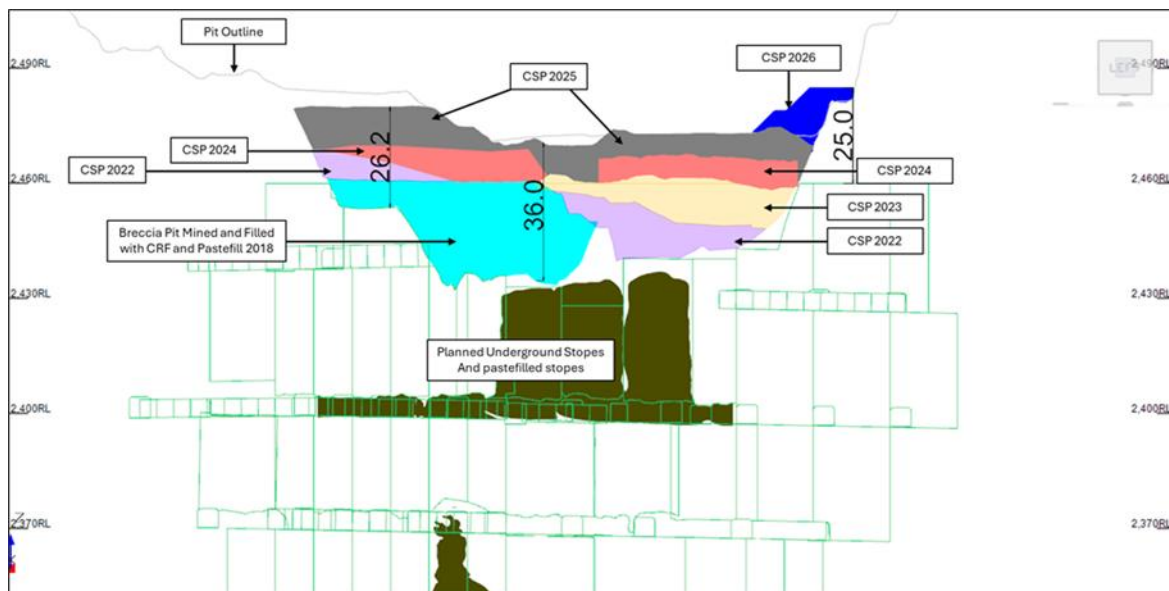 Pit Outline
2,490RL
CSP 2026
2,490RL
CSP 2025
CSP 2024
26.2
25.0
CSP 2022
CSP 2024
2,460RL
36.0
2,460RL
CSP 2023
Breccia Pit Mined and Filled
with CRF and Pastefill 2018
CSP 2022
2,430RL
2,430RL
Planned Underground Stopes
And pastefilled stopes
2,400RL
2,400RL
2,370RL
2,370RL